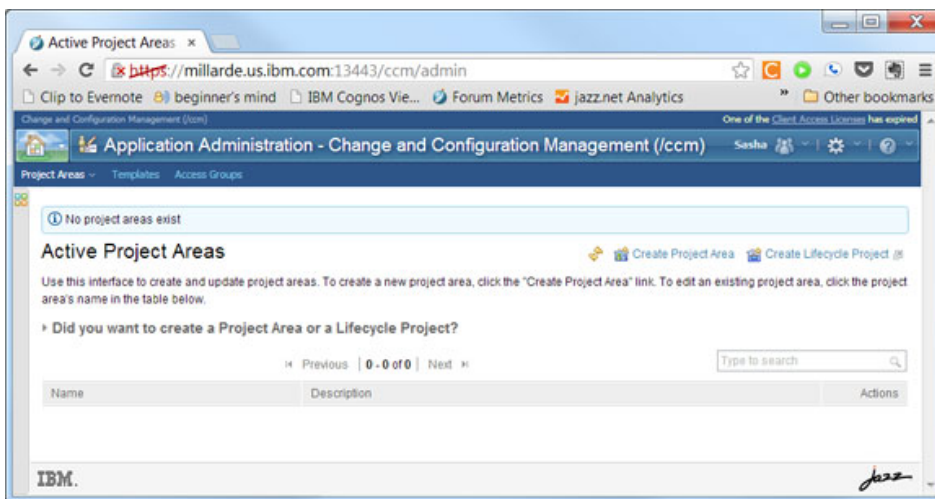 Active Project Areas
https://millarde.us.ibm.com:13443/ccm/admin
Clip to Evernote beginner's mind IBM Cognos Vie... Forum Metrics jazz.net Analytics » Other bookmarks
Change and Configuration Management (/ccm) One of the Client Access Licenses has expired
Application Administration - Change and Configuration Management (/ccm) Sasha
Project Areas Templates Access Groups
No project areas exist
Active Project Areas Create Project Area Create Lifecycle Project
Use this interface to create and update project areas. To create a new project area, click the "Create Project Area" link. To edit an existing project area, click the project
area's name in the table below.
Did you want to create a Project Area or a Lifecycle Project?
Previous | 0 - 0 of 0 | Next Type to search
Name Description Actions
IBM. jazz